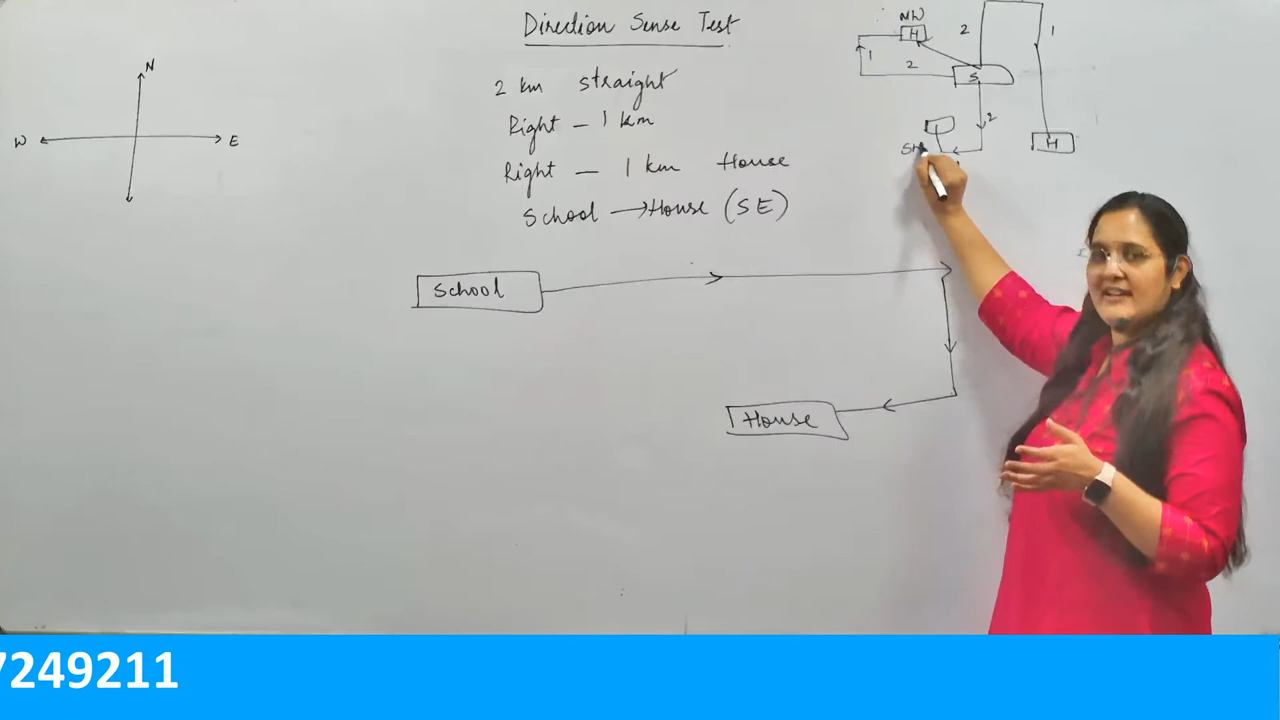 Direction Sense Test
2 km straight
Right - 1 km
Right - 1 km House
School → House (SE)
N
W
E
NW
H
1
2
S
2
1
2
H
School
House
7249211